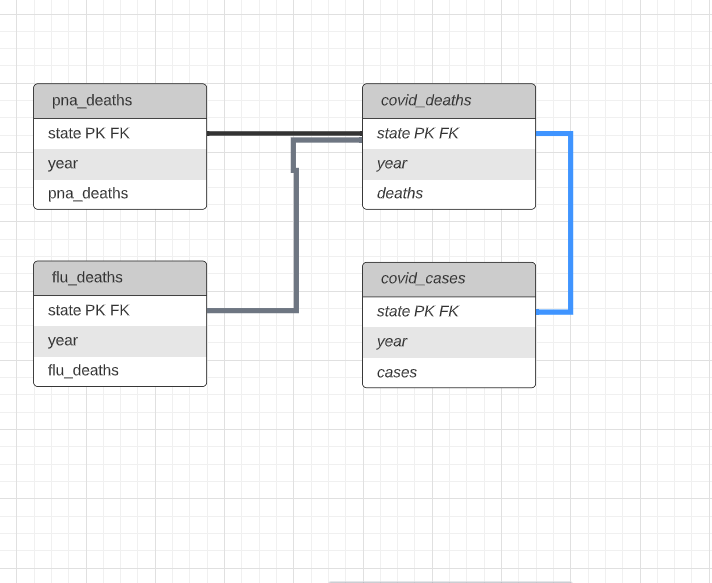 pna_deaths
state PK FK
year
pna_deaths
covid_deaths
state PK FK
year
deaths
flu_deaths
state PK FK
year
flu_deaths
covid_cases
state PK FK
year
cases